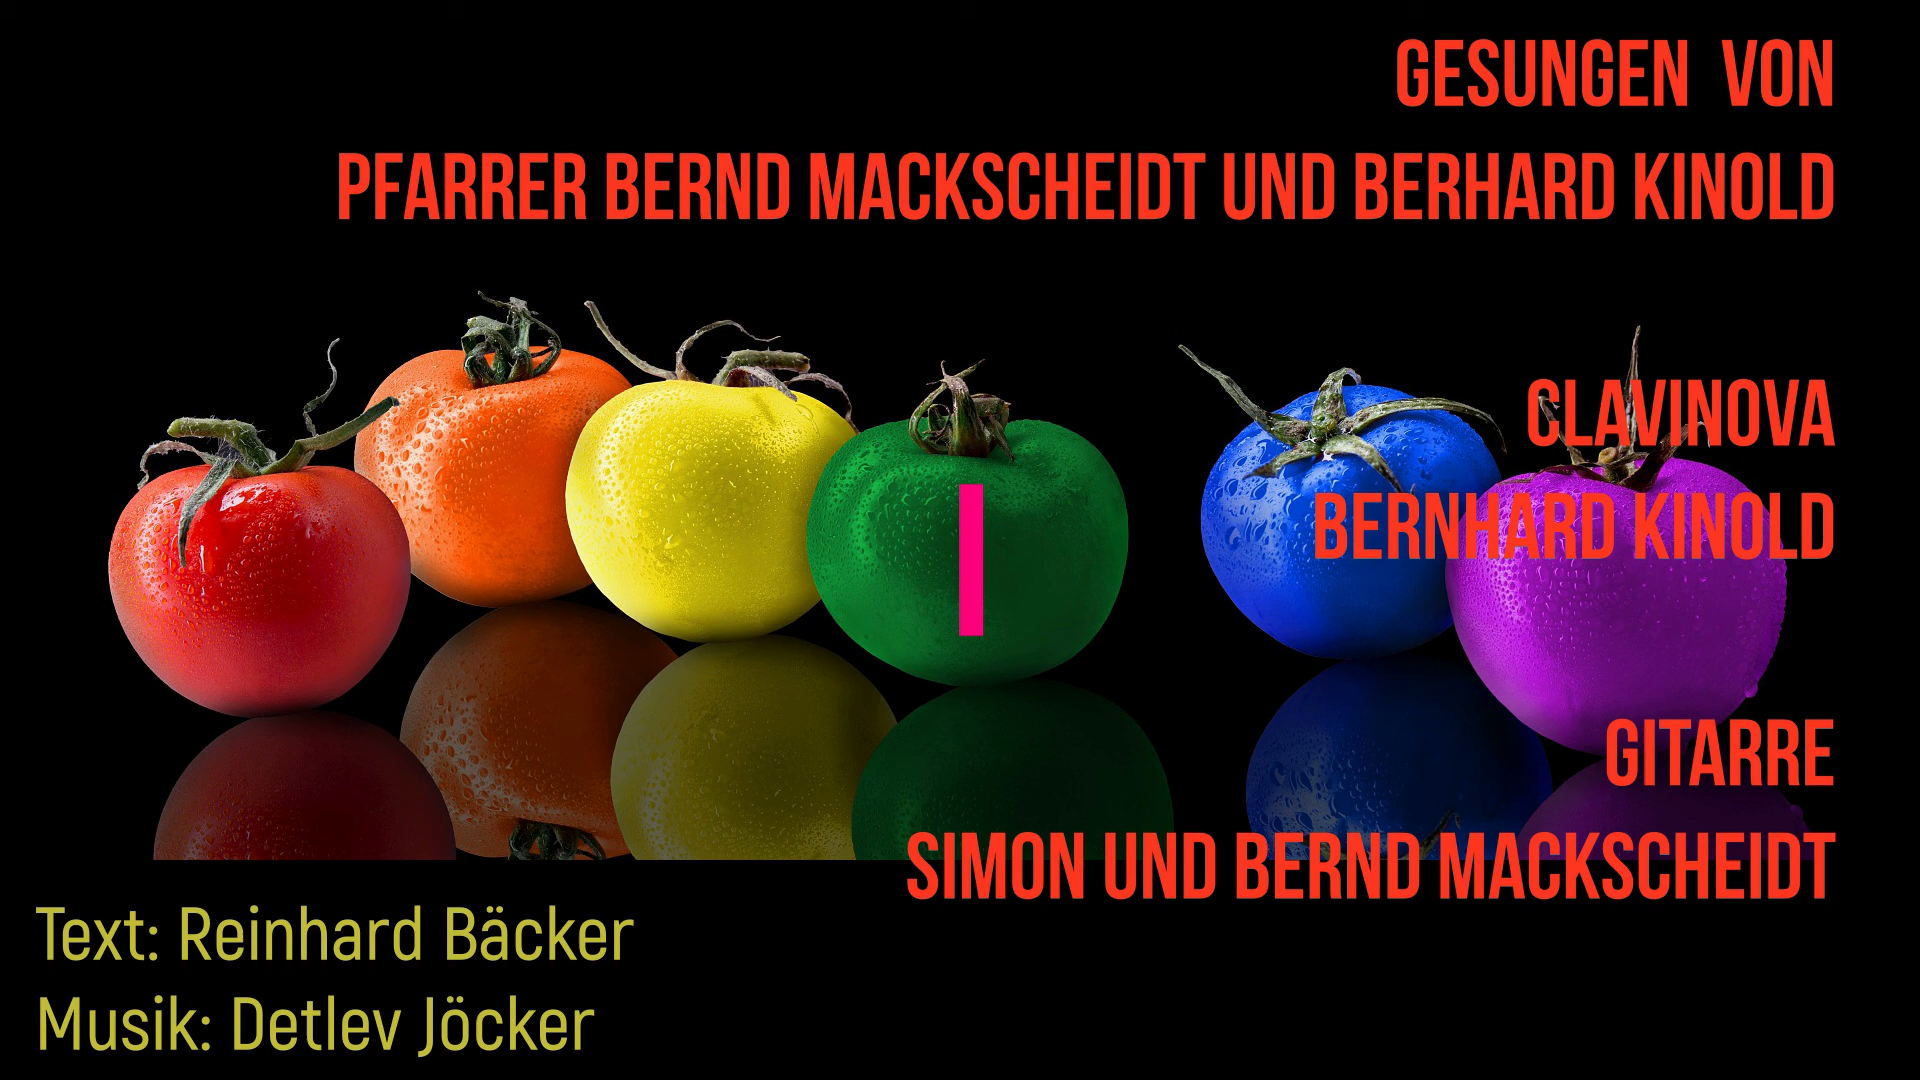 GESUNGEN VON
PFARRER BERND MACKSCHEIDT UND BERHARD KINOLD
CLAVINOVA
BERNHARD KINOLD
I
GITARRE
SIMON UND BERND MACKSCHEIDT
Text: Reinhard Bäcker
Musik: Detlev Jöcker